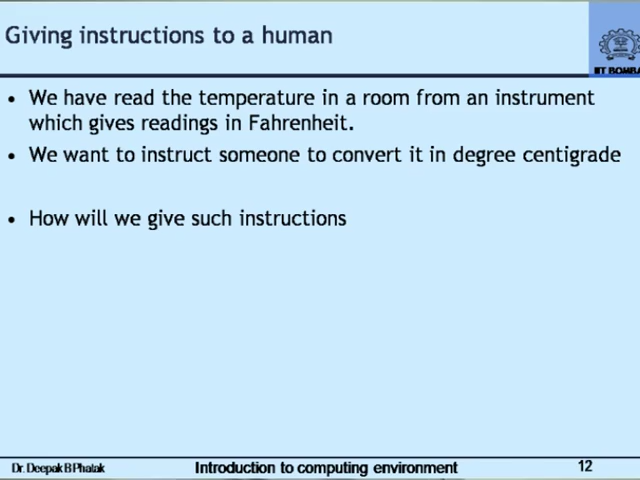 Giving instructions to a human
• We have read the temperature in a room from an instrument
which gives readings in Fahrenheit.
• We want to instruct someone to convert it in degree centigrade
• How will we give such instructions
IIT BOMBA
Dr. Deepak B Phatak
Introduction to computing environment
12